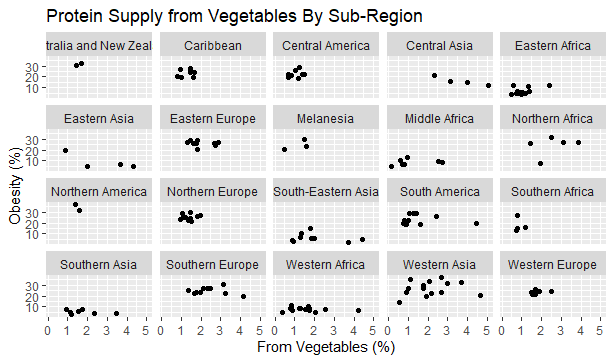 Protein Supply from Vegetables By Sub-Region
tralia and New Zeal
Caribbean
Central America
Central Asia
Eastern Africa
30
20
10
Eastern Asia
Eastern Europe
Melanesia
Middle Africa
Northern Africa
30
20
10
Northern America
Northern Europe
South-Eastern Asia
South America
Southern Africa
30
20
10
Southern Asia
Southern Europe
Western Africa
Western Asia
Western Europe
30
20
10
0 1 2 3 4 5 0 1 2 3 4 5 0 1 2 3 4 5 0 1 2 3 4 5 0 1 2 3 4 5
Obesity (%)
From Vegetables (%)